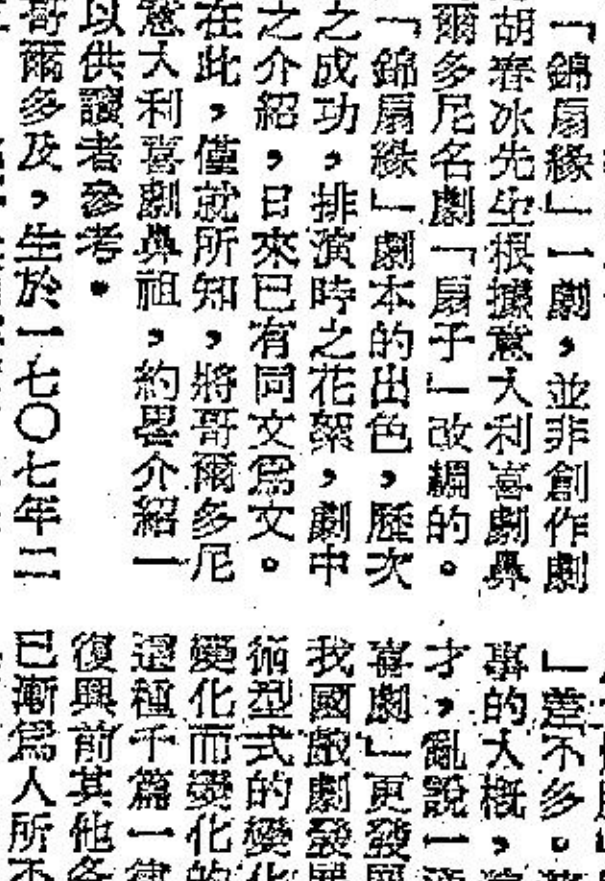 「錦扇緣」一劇，並非創作劇
胡春冰先生根據意大利喜劇鼻
爾多尼名劇「扇子」改編的。
「錦扇緣」劇本的出色，歷次
之成功，排演時之花絮，劇中
之介紹，日來已有同文爲文。
在此，僅就所知，將哥爾多尼
意大利喜劇鼻祖，約畧介紹一
以供讀者參考。
哥爾多及，生於一七〇七年二
」差不多。
事的大概，
才，亂說一
喜劇」更發展
我國戲劇發展
術型式的變化
變化而變化的
這種千篇一律
復興前其他各
已漸爲人所不